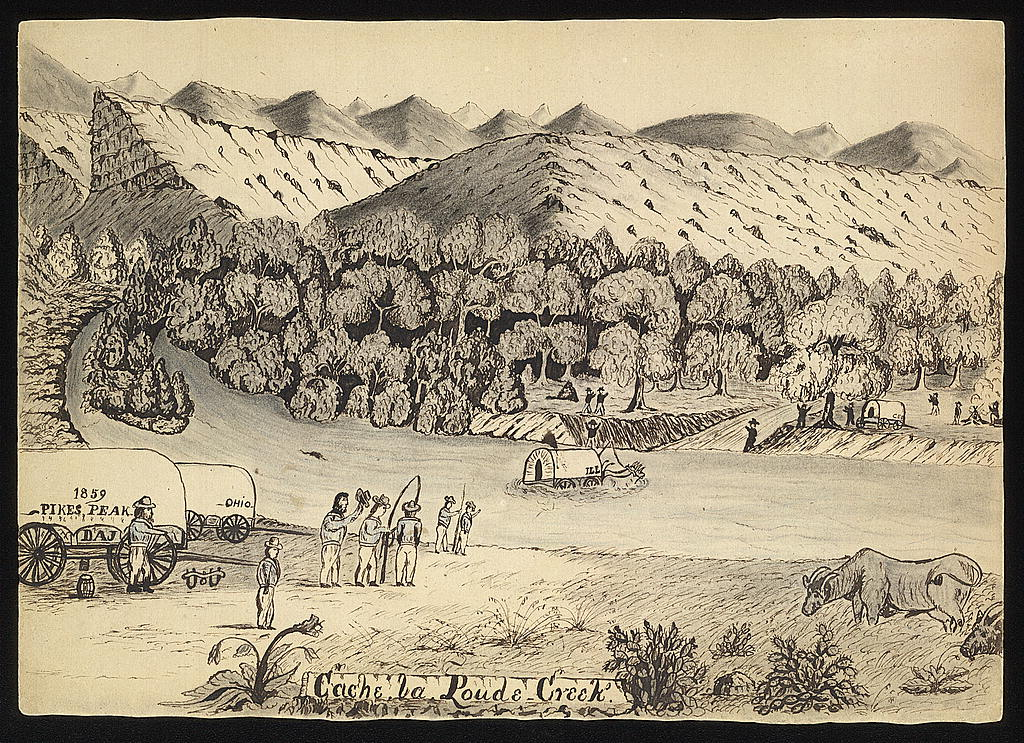 1859
PIKES, PEAK
DAJ
OHIO.
ILL
Cache. La Poude Creek.